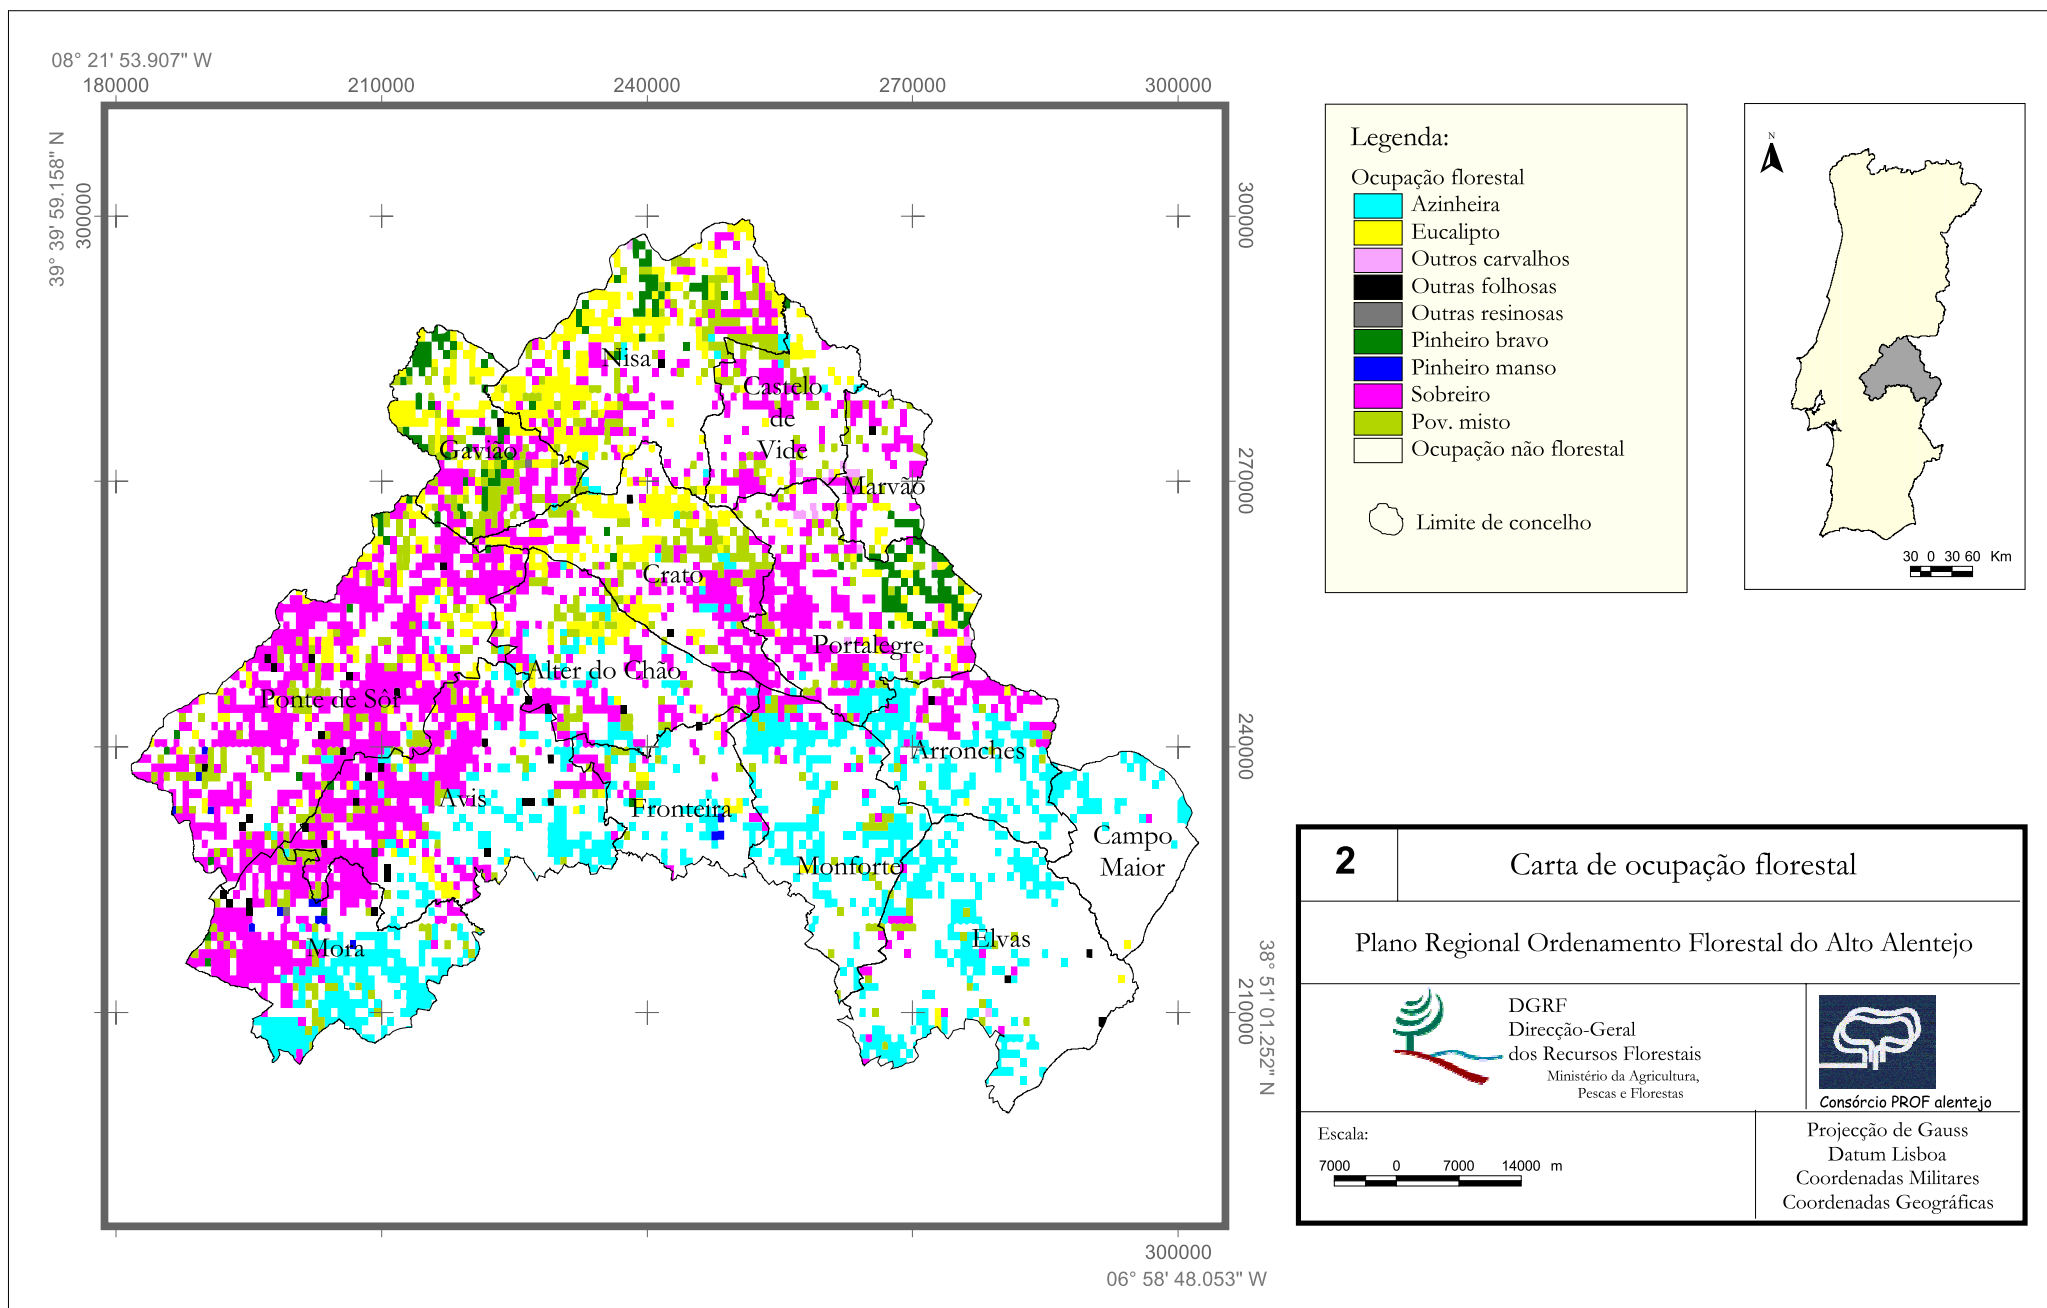 08° 21' 53.907" W
180000
210000
240000
270000
300000
39° 39' 59.158" N
300000
300000
270000
240000
210000
38° 51' 01.252" N
300000
06° 58' 48.053" W
Nisa
Castelo
de
Vide
Gavião
Marvão
Crato
Portalegre
Alter do Chão
Ponte de Sôr
Arronches
Avis
Fronteira
Campo
Maior
Monforte
Elvas
Mora
Legenda:
Ocupação florestal
Azinheira
Eucalipto
Outros carvalhos
Outras folhosas
Outras resinosas
Pinheiro bravo
Pinheiro manso
Sobreiro
Pov. misto
Ocupação não florestal
Limite de concelho
N
30 0 30 60 Km
2
Carta de ocupação florestal
Plano Regional Ordenamento Florestal do Alto Alentejo
DGRF
Direcção-Geral
dos Recursos Florestais
Ministério da Agricultura,
Pescas e Florestas
Consórcio PROF alentejo
Escala:
7000 0 7000 14000 m
Projecção de Gauss
Datum Lisboa
Coordenadas Militares
Coordenadas Geográficas